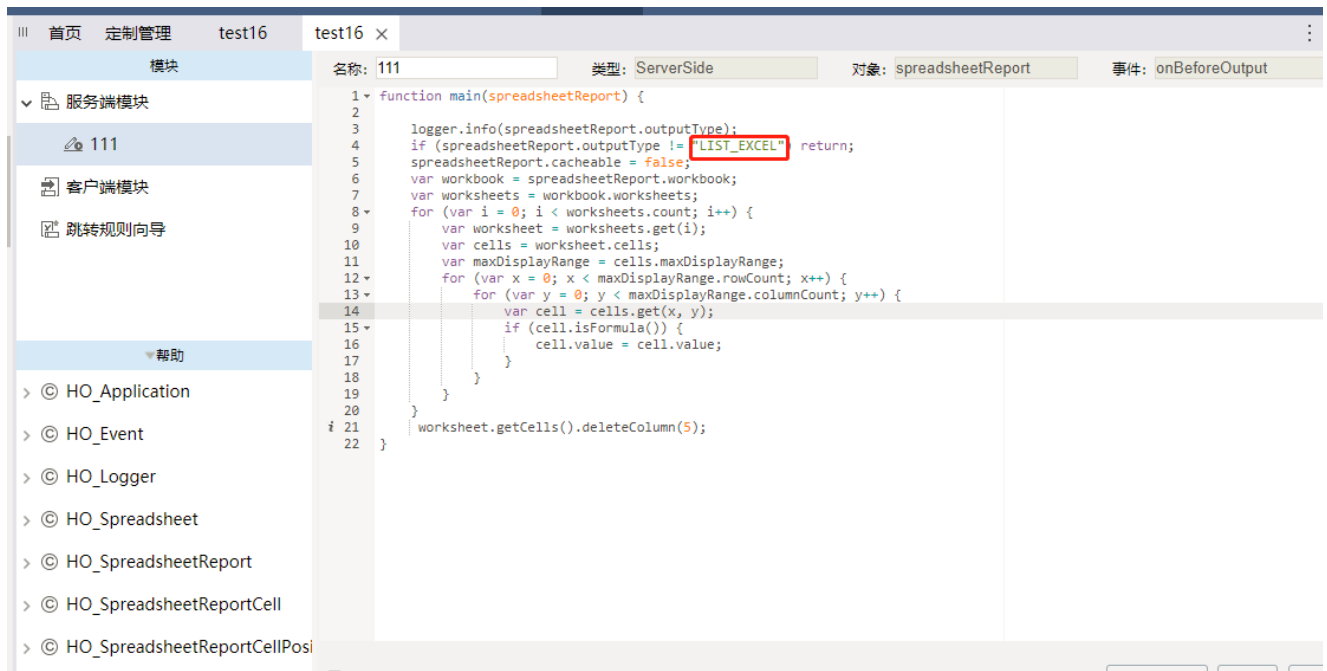 首页 定制管理 test16 test16 ×
模块
服务端模块
111
客户端模块
跳转规则向导
帮助
HO_Application
HO_Event
HO_Logger
HO_Spreadsheet
HO_SpreadsheetReport
HO_SpreadsheetReportCell
HO_SpreadsheetReportCellPosi
名称: 111 类型: ServerSide 对象: spreadsheetReport 事件: onBeforeOutput
1 function main(spreadsheetReport) {
2
3 logger.info(spreadsheetReport.outputType);
4 if (spreadsheetReport.outputType != "LIST_EXCEL") return;
5 spreadsheetReport.cacheable = false;
6 var workbook = spreadsheetReport.workbook;
7 var worksheets = workbook.worksheets;
8 for (var i = 0; i < worksheets.count; i++) {
9 var worksheet = worksheets.get(i);
10 var cells = worksheet.cells;
11 var maxDisplayRange = cells.maxDisplayRange;
12 for (var x = 0; x < maxDisplayRange.rowCount; x++) {
13 for (var y = 0; y < maxDisplayRange.columnCount; y++) {
14 var cell = cells.get(x, y);
15 if (cell.isFormula()) {
16 cell.value = cell.value;
17 }
18 }
19 }
20 }
i 21 worksheet.getCells().deleteColumn(5);
22 }